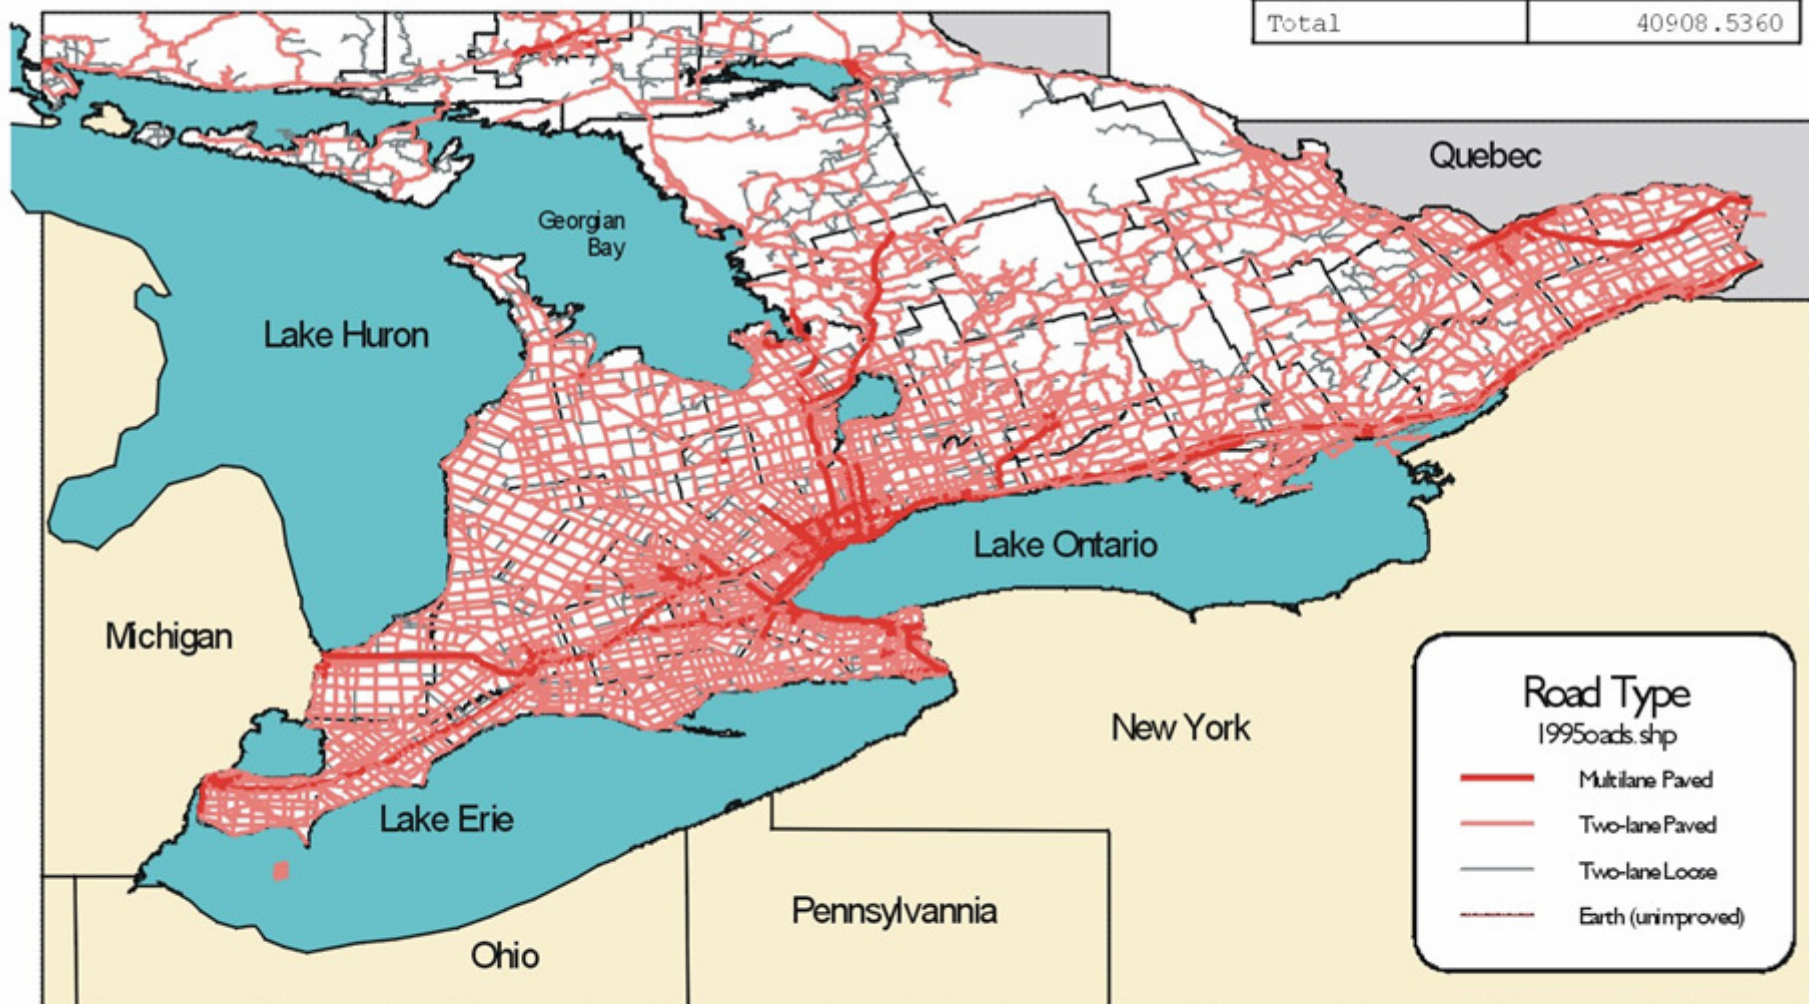 Total 40908.5360
Quebec
Georgian
Bay
Lake Huron
Lake Ontario
Michigan
New York
Lake Erie
Pennsylvannia
Ohio
Road Type
1995oads.shp
Multilane Paved
Two-lane Paved
Two-lane Loose
Earth (unimproved)